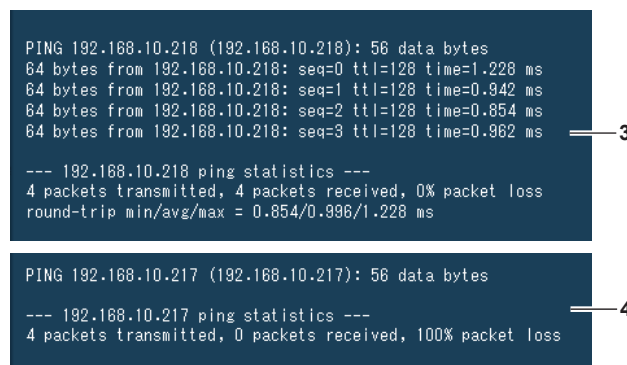 PING 192.168.10.218 (192.168.10.218): 56 data bytes
64 bytes from 192.168.10.218: seq=0 ttl=128 time=1.228 ms
64 bytes from 192.168.10.218: seq=1 ttl=128 time=0.942 ms
64 bytes from 192.168.10.218: seq=2 ttl=128 time=0.854 ms
64 bytes from 192.168.10.218: seq=3 ttl=128 time=0.962 ms
3
--- 192.168.10.218 ping statistics ---
4 packets transmitted, 4 packets received, 0% packet loss
round-trip min/avg/max = 0.854/0.996/1.228 ms
PING 192.168.10.217 (192.168.10.217): 56 data bytes
4
--- 192.168.10.217 ping statistics ---
4 packets transmitted, 0 packets received, 100% packet loss